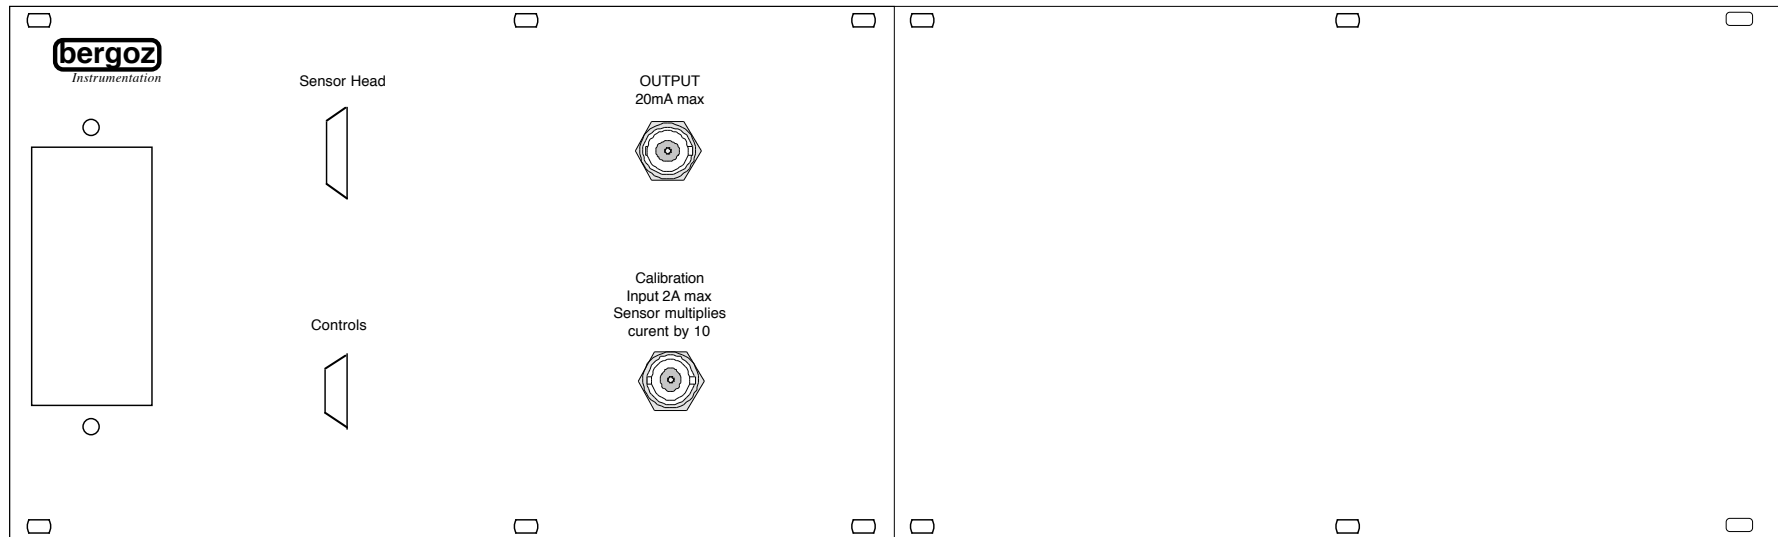 bergoz
Instrumentation
Sensor Head
OUTPUT
20mA max
Calibration
Input 2A max
Sensor multiplies
curent by 10
Controls